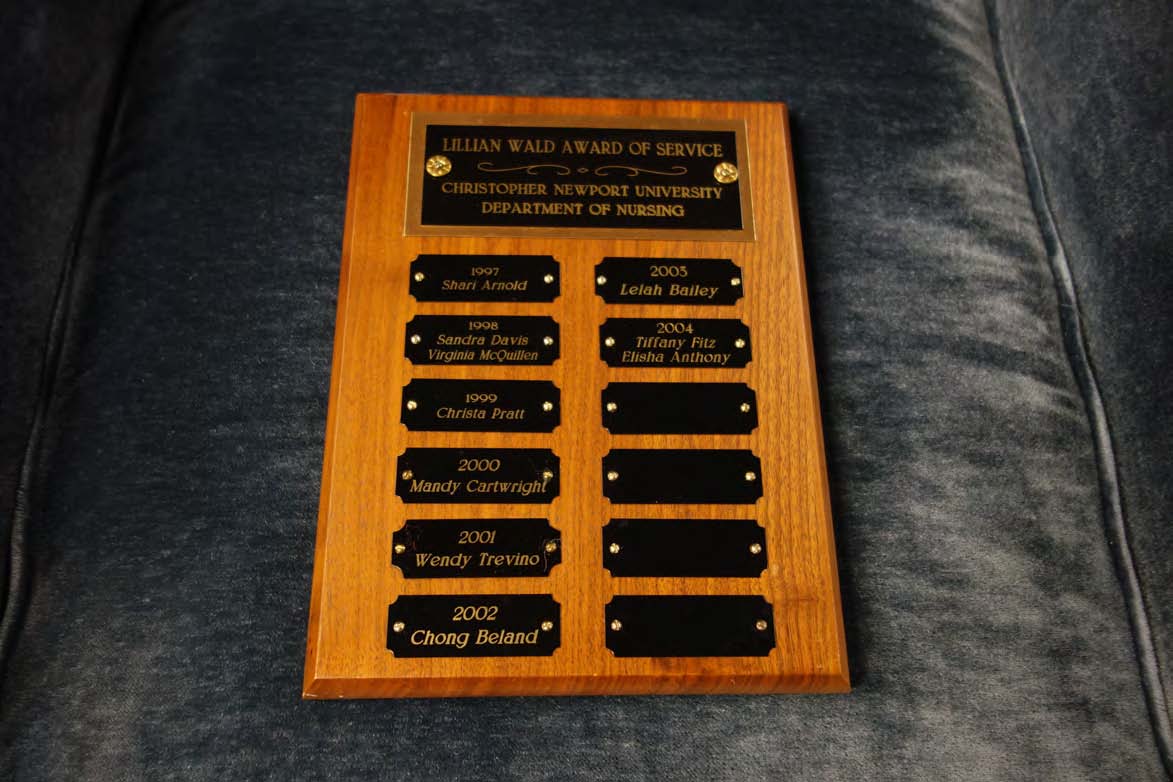 LILLIAN WALD AWARD OF SERVICE
CHRISTOPHER NEWPORT UNIVERSITY
DEPARTMENT OF NURSING
1997
Shari Arnold
1998
Sandra Davis
Virginia McQuillen
1999
Christa Pratt
2000
Mandy Cartwright
2001
Wendy Trevino
2002
Chong Beland
2003
Leiah Bailey
2004
Tiffany Fitz
Elisha Anthony